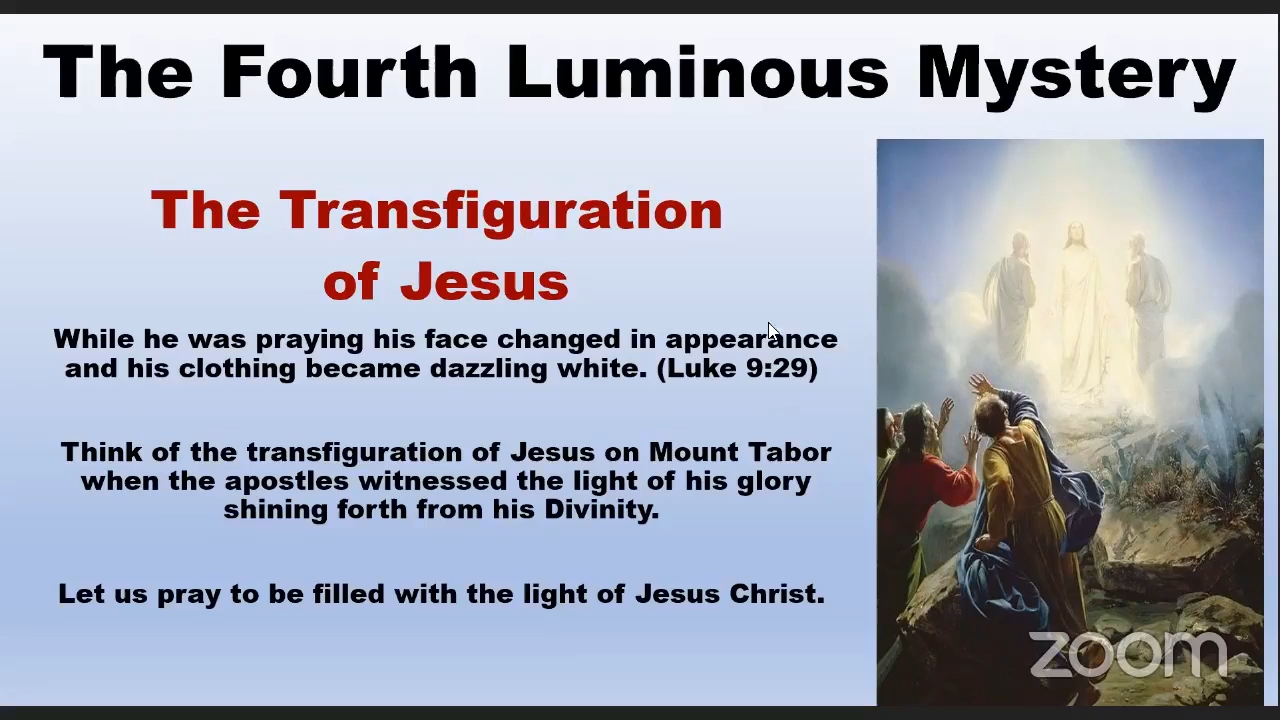 The Fourth Luminous Mystery
The Transfiguration
of Jesus
While he was praying his face changed in appearance
and his clothing became dazzling white. (Luke 9:29)
Think of the transfiguration of Jesus on Mount Tabor
when the apostles witnessed the light of his glory
shining forth from his Divinity.
Let us pray to be filled with the light of Jesus Christ.
zoom